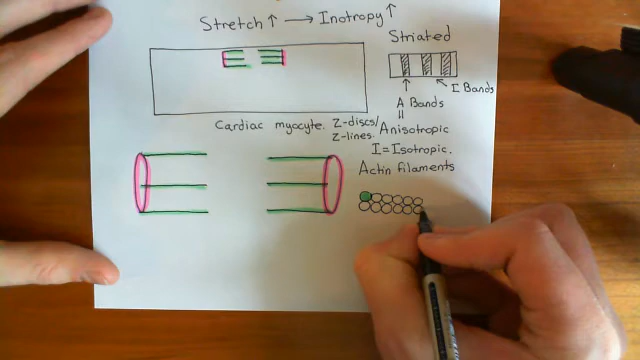 Stretch↑ → Inotropy↑
Striated
I Bands
A Bands
=
Anisotropic
Cardiac myocyte.
Z-discs/
Z-lines.
I = Isotropic.
Actin filaments